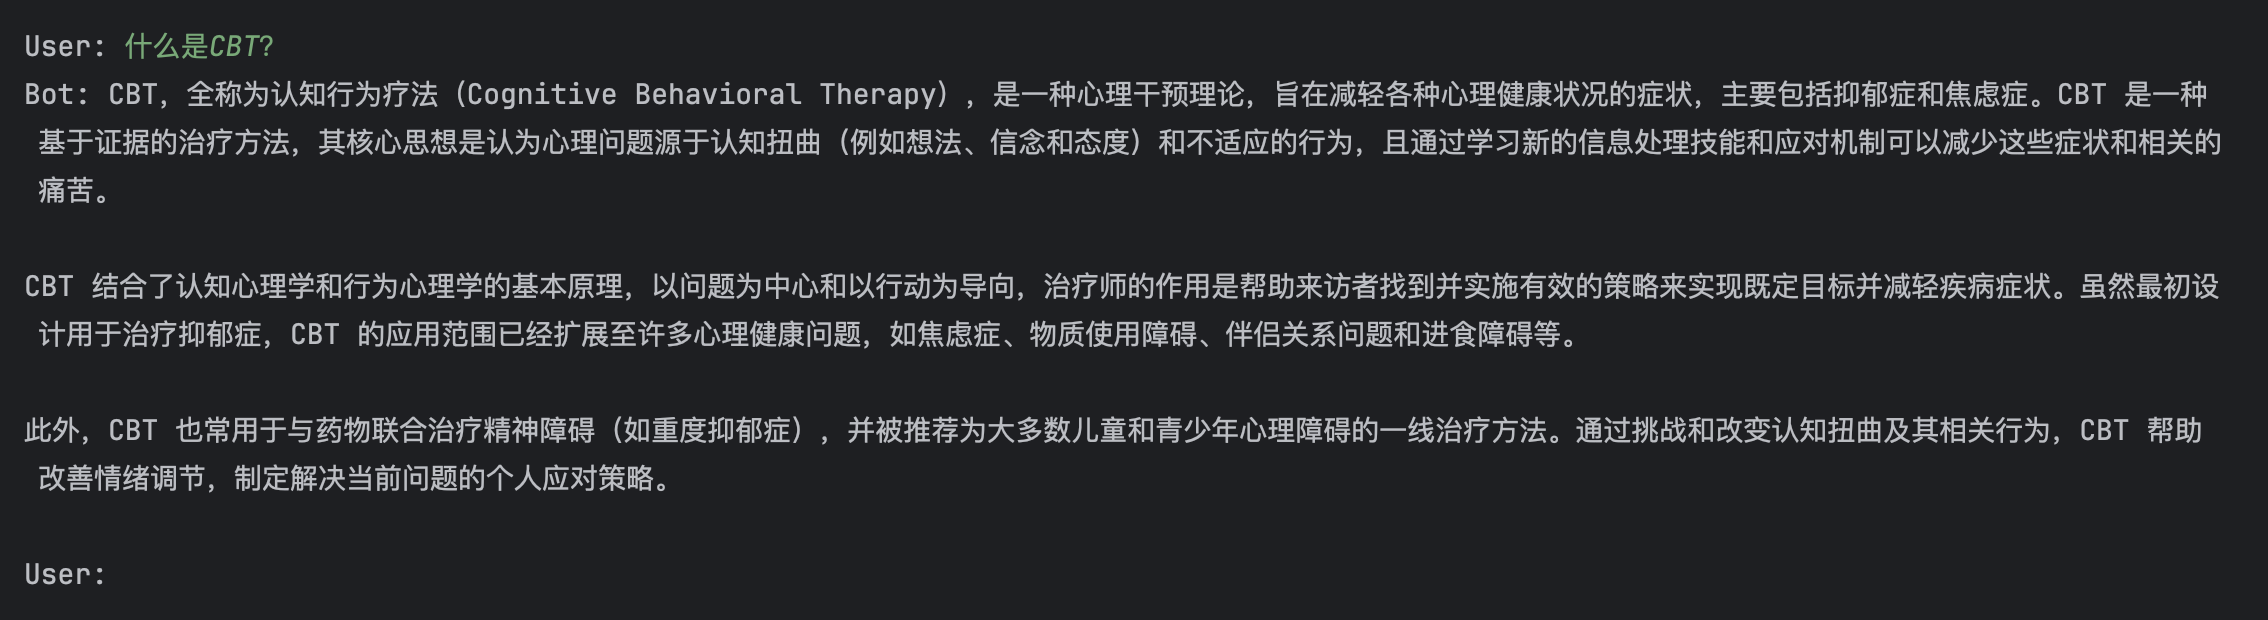 User: 什么是CBT?
Bot: CBT，全称为认知行为疗法（Cognitive Behavioral Therapy），是一种心理干预理论，旨在减轻各种心理健康状况的症状，主要包括抑郁症和焦虑症。CBT 是一种
基于证据的治疗方法，其核心思想是认为心理问题源于认知扭曲（例如想法、信念和态度）和不适应的行为，且通过学习新的信息处理技能和应对机制可以减少这些症状和相关的
痛苦。
CBT 结合了认知心理学和行为心理学的基本原理，以问题为中心和以行动为导向，治疗师的作用是帮助来访者找到并实施有效的策略来实现既定目标并减轻疾病症状。虽然最初设
计用于治疗抑郁症，CBT 的应用范围已经扩展至许多心理健康问题，如焦虑症、物质使用障碍、伴侣关系问题和进食障碍等。
此外，CBT 也常用于与药物联合治疗精神障碍（如重度抑郁症），并被推荐为大多数儿童和青少年心理障碍的一线治疗方法。通过挑战和改变认知扭曲及其相关行为，CBT 帮助
改善情绪调节，制定解决当前问题的个人应对策略。
User: